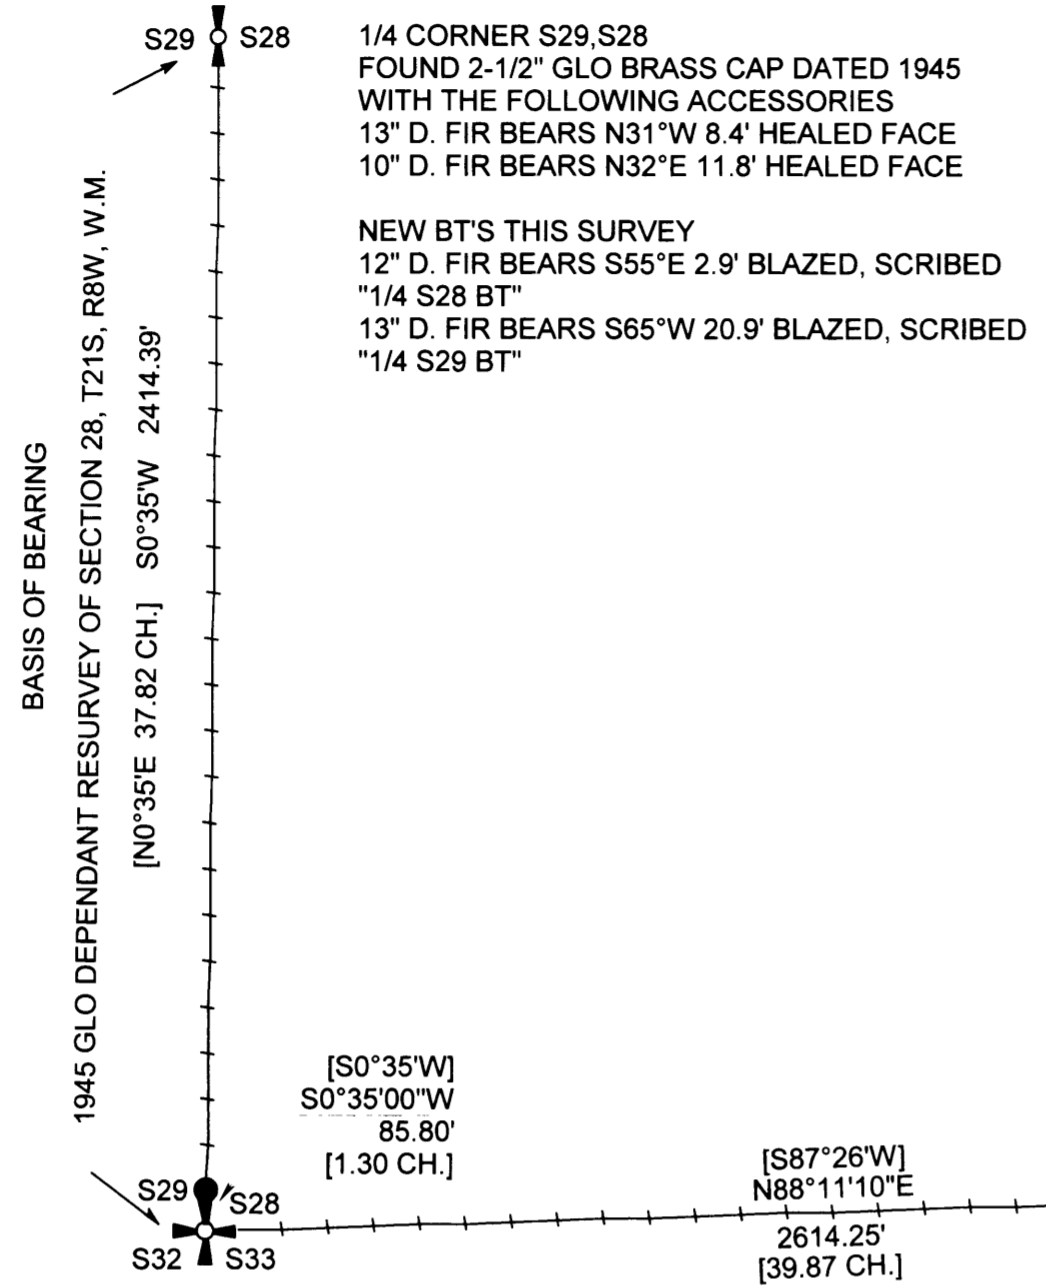 S29 S28
1/4 CORNER S29,S28
FOUND 2-1/2" GLO BRASS CAP DATED 1945
WITH THE FOLLOWING ACCESSORIES
13" D. FIR BEARS N31°W 8.4' HEALED FACE
10" D. FIR BEARS N32°E 11.8' HEALED FACE
NEW BT'S THIS SURVEY
12" D. FIR BEARS S55°E 2.9' BLAZED, SCRIBED
"1/4 S28 BT"
13" D. FIR BEARS S65°W 20.9' BLAZED, SCRIBED
"1/4 S29 BT"
BASIS OF BEARING
1945 GLO DEPENDANT RESURVEY OF SECTION 28, T21S, R8W, W.M.
[N0°35'E 37.82 CH.] S0°35'W 2414.39'
[S0°35'W]
S0°35'00"W
85.80'
[1.30 CH.]
S29 S28
S32 S33
[S87°26'W]
N88°11'10"E
2614.25'
[39.87 CH.]